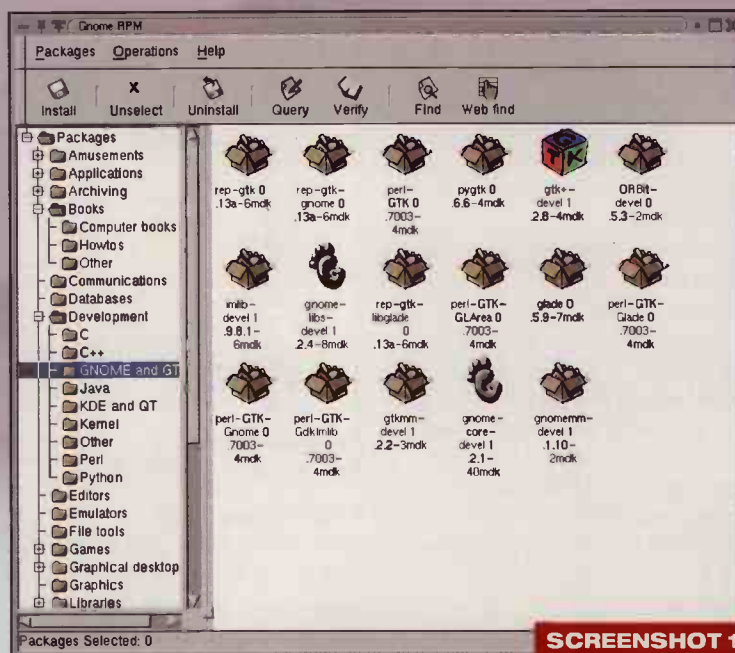 Gnome RPM
Packages Operations Help
Install Unselect Uninstall Query Verify Find Web find
Packages
Amusements
Applications
Archiving
Books
Computer books
Howtos
Other
Communications
Databases
Development
C
C++
GNOME and GT
Java
KDE and QT
Kernel
Other
Perl
Python
Editors
Emulators
File tools
Games
Graphical desktop
Graphics
Libraries
rep-gtk 0
.13a-6mdk
rep-gtk-
gnome 0
.13a-6mdk
perl-
GTK 0
.7003-
4mdk
pygtk 0
.6.6-4mdk
GTK
gtk+-
devel 1
.2.8-4mdk
ORBit-
devel 0
.5.3-2mdk
imlib-
devel 1
.9.8.1-
6mdk
gnome-
libs-
devel 1
.2.4-8mdk
rep-gtk-
libglade
0
.13a-6mdk
perl-GTK-
GLArea 0
.7003-
4mdk
glade 0
.5.9-7mdk
perl-GTK-
Glade 0
.7003-
4mdk
perl-GTK-
Gnome 0
.7003-
4mdk
perl-GTK-
GdkImlib
0
.7003-
4mdk
gtkmm-
devel 1
.2.2-3mdk
gnome-
core-
devel 1
.2.1-
40mdk
gnomemm-
devel 1
.1.10-
2mdk
Packages Selected: 0
SCREENSHOT 1